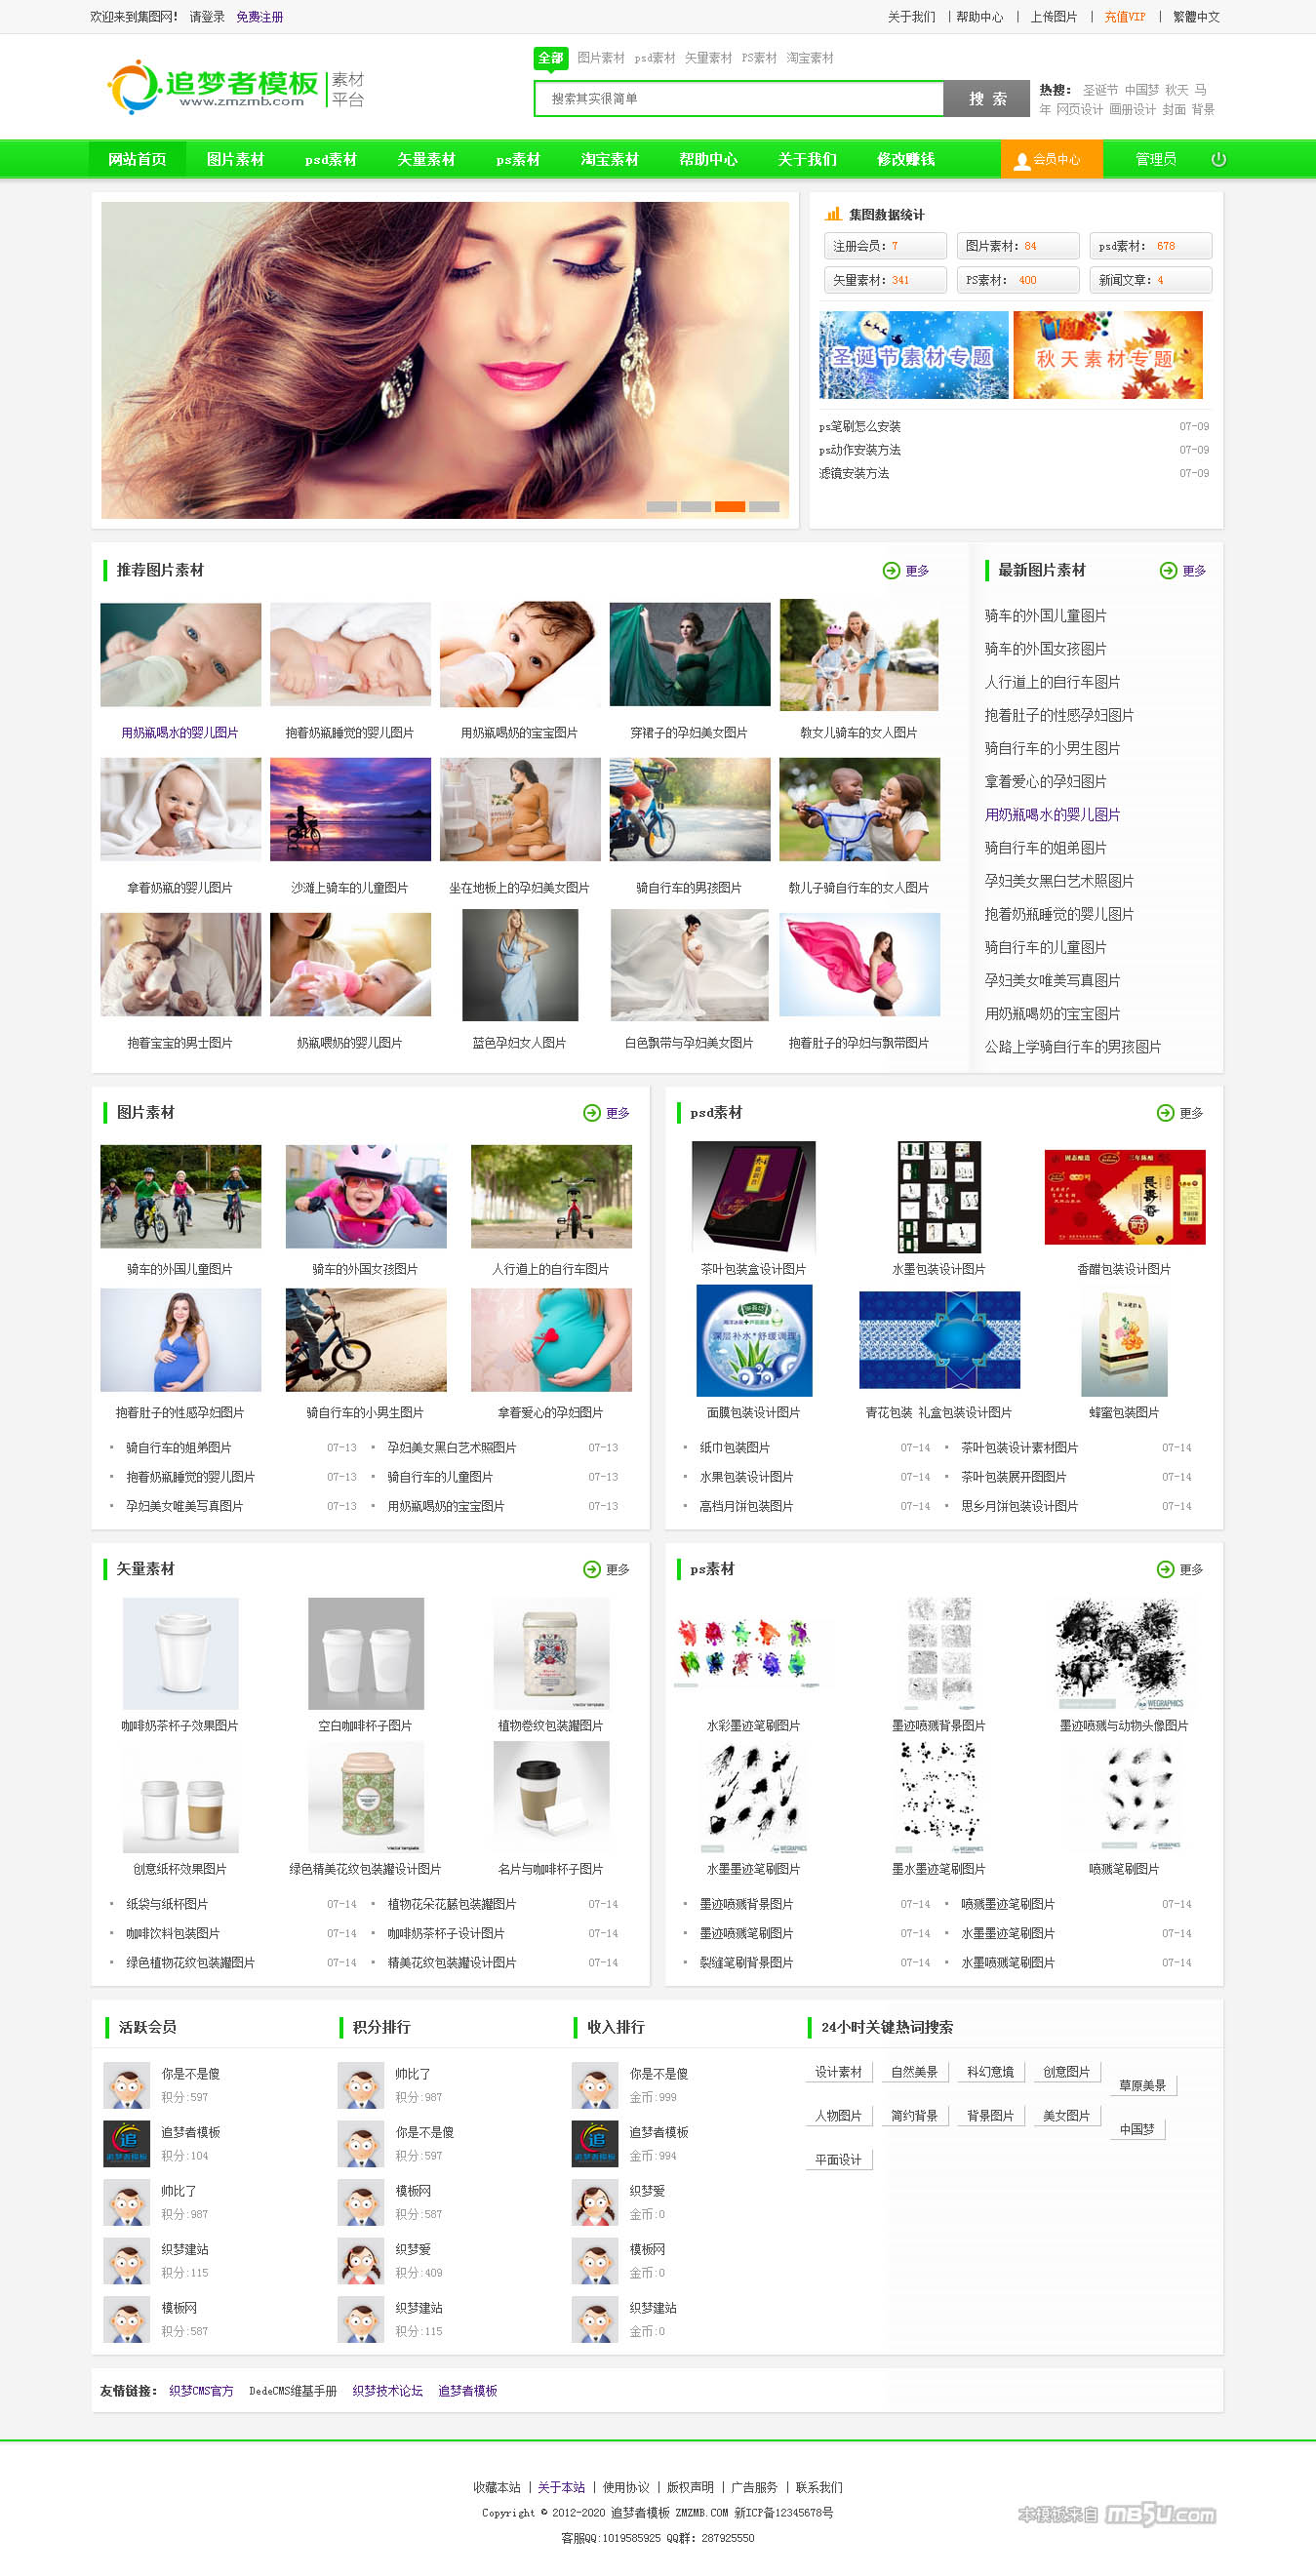 欢迎来到集图网! 请登录 免费注册
关于我们 | 帮助中心 | 上传图片 | 充值VIP | 繁體中文
追梦者模板 素材平台
www.zmzmb.com
全部 图片素材 psd素材 矢量素材 PS素材 淘宝素材
搜索其实很简单 搜 索
热搜: 圣诞节 中国梦 秋天 马
年 网页设计 画册设计 封面 背景
网站首页 图片素材 psd素材 矢量素材 ps素材 淘宝素材 帮助中心 关于我们 修改赚钱 会员中心 管理员
集图数据统计
注册会员: 7 图片素材: 84 psd素材: 678
矢量素材: 341 PS素材: 400 新闻文章: 4
圣诞节素材专题 秋天素材专题
ps笔刷怎么安装 07-09
ps动作安装方法 07-09
滤镜安装方法 07-09
推荐图片素材 更多
用奶瓶喝水的婴儿图片 抱着奶瓶睡觉的婴儿图片 用奶瓶喝奶的宝宝图片 穿裙子的孕妇美女图片 教女儿骑车的女人图片
拿着奶瓶的婴儿图片 沙滩上骑车的儿童图片 坐在地板上的孕妇美女图片 骑自行车的男孩图片 教儿子骑自行车的女人图片
抱着宝宝的男士图片 奶瓶喂奶的婴儿图片 蓝色孕妇女人图片 白色飘带与孕妇美女图片 抱着肚子的孕妇与飘带图片
最新图片素材 更多
骑车的外国儿童图片
骑车的外国女孩图片
人行道上的自行车图片
抱着肚子的性感孕妇图片
骑自行车的小男生图片
拿着爱心的孕妇图片
用奶瓶喝水的婴儿图片
骑自行车的姐弟图片
孕妇美女黑白艺术照图片
抱着奶瓶睡觉的婴儿图片
骑自行车的儿童图片
孕妇美女唯美写真图片
用奶瓶喝奶的宝宝图片
公路上学骑自行车的男孩图片
图片素材 更多
骑车的外国儿童图片 骑车的外国女孩图片 人行道上的自行车图片
抱着肚子的性感孕妇图片 骑自行车的小男生图片 拿着爱心的孕妇图片
骑自行车的姐弟图片 07-13 孕妇美女黑白艺术照图片 07-13
抱着奶瓶睡觉的婴儿图片 07-13 骑自行车的儿童图片 07-13
孕妇美女唯美写真图片 07-13 用奶瓶喝奶的宝宝图片 07-13
psd素材 更多
茶叶包装盒设计图片 水墨包装设计图片 香醋包装设计图片
深层补水*舒缓调理
面膜包装设计图片 青花包装 礼盒包装设计图片 蜂蜜包装图片
纸巾包装图片 07-14 茶叶包装设计素材图片 07-14
水果包装设计图片 07-14 茶叶包装展开图图片 07-14
高档月饼包装图片 07-14 思乡月饼包装设计图片 07-14
矢量素材 更多
咖啡奶茶杯子效果图片 空白咖啡杯子图片 植物卷纹包装罐图片
创意纸杯效果图片 绿色精美花纹包装罐设计图片 名片与咖啡杯子图片
纸袋与纸杯图片 07-14 植物花朵花藤包装罐图片 07-14
咖啡饮料包装图片 07-14 咖啡奶茶杯子设计图片 07-14
绿色植物花纹包装罐图片 07-14 精美花纹包装罐设计图片 07-14
ps素材 更多
WEGRAPHICS
水彩墨迹笔刷图片 墨迹喷溅背景图片 墨迹喷溅与动物头像图片
水墨墨迹笔刷图片 墨水墨迹笔刷图片 喷溅笔刷图片
墨迹喷溅背景图片 07-14 喷溅墨迹笔刷图片 07-14
墨迹喷溅笔刷图片 07-14 水墨墨迹笔刷图片 07-14
裂缝笔刷背景图片 07-14 水墨喷溅笔刷图片 07-14
活跃会员
你是不是傻
积分:597
追梦者模板
积分:104
帅比了
积分:987
织梦建站
积分:115
模板网
积分:587
积分排行
帅比了
积分:987
你是不是傻
积分:597
模板网
积分:587
织梦爱
积分:409
织梦建站
积分:115
收入排行
你是不是傻
金币:999
追梦者模板
金币:994
织梦爱
金币:0
模板网
金币:0
织梦建站
金币:0
24小时关键热词搜索
设计素材 自然美景 科幻意境 创意图片 草原美景
人物图片 简约背景 背景图片 美女图片 中国梦
平面设计
友情链接: 织梦CMS官方 DedeCMS维基手册 织梦技术论坛 追梦者模板
收藏本站 | 关于本站 | 使用协议 | 版权声明 | 广告服务 | 联系我们
Copyright © 2012-2020 追梦者模板 ZMZMB.COM 新ICP备12345678号
客服QQ:1019585925 QQ群: 287925550
本模板来自 mb5u.com